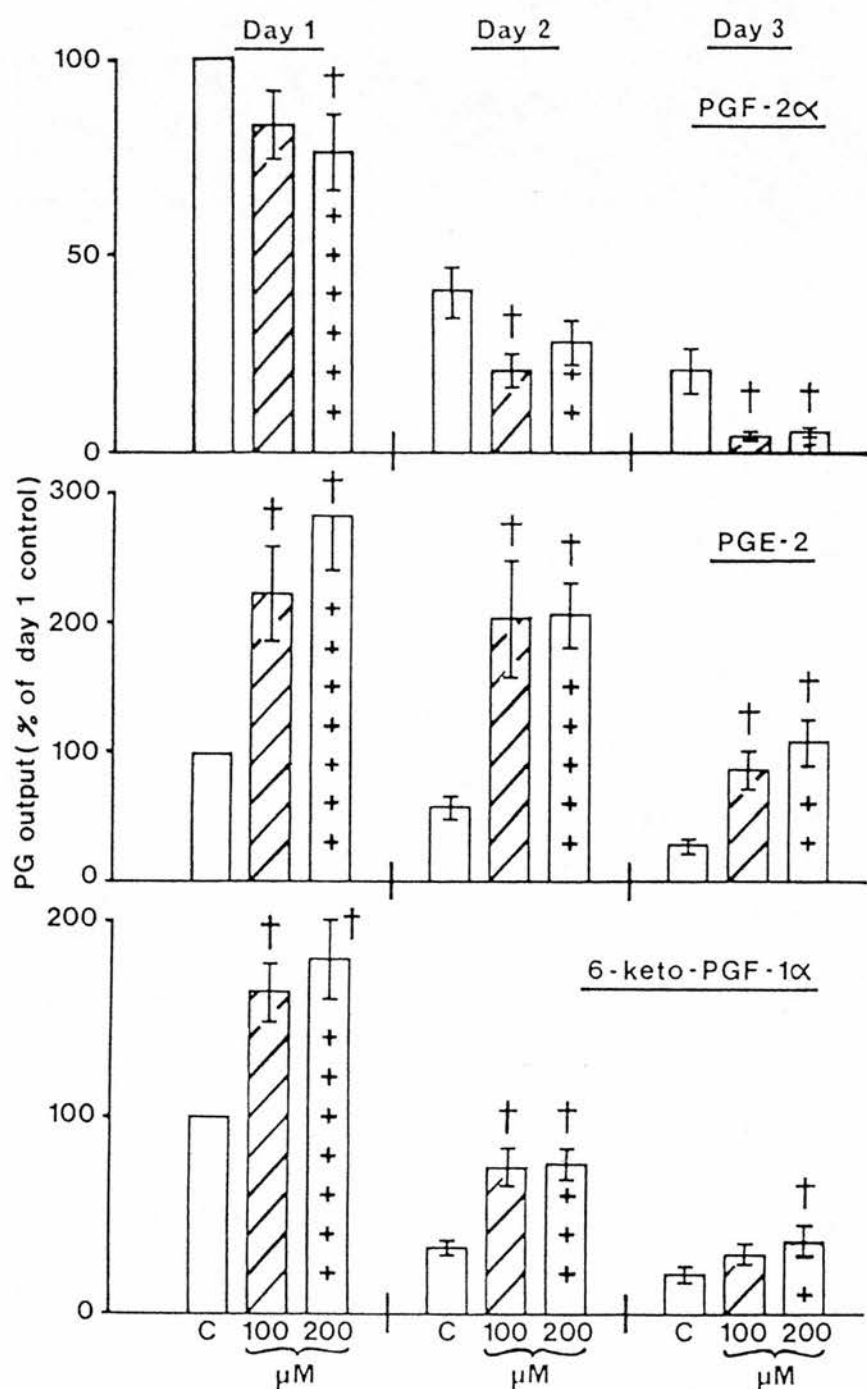 Day 1 Day 2 Day 3
PGF-2α
100
50
0
PG output (% of day 1 control)
PGE-2
300
200
100
0
6-keto-PGF-1α
200
100
0
C 100 200 C 100 200 C 100 200
µM µM µM